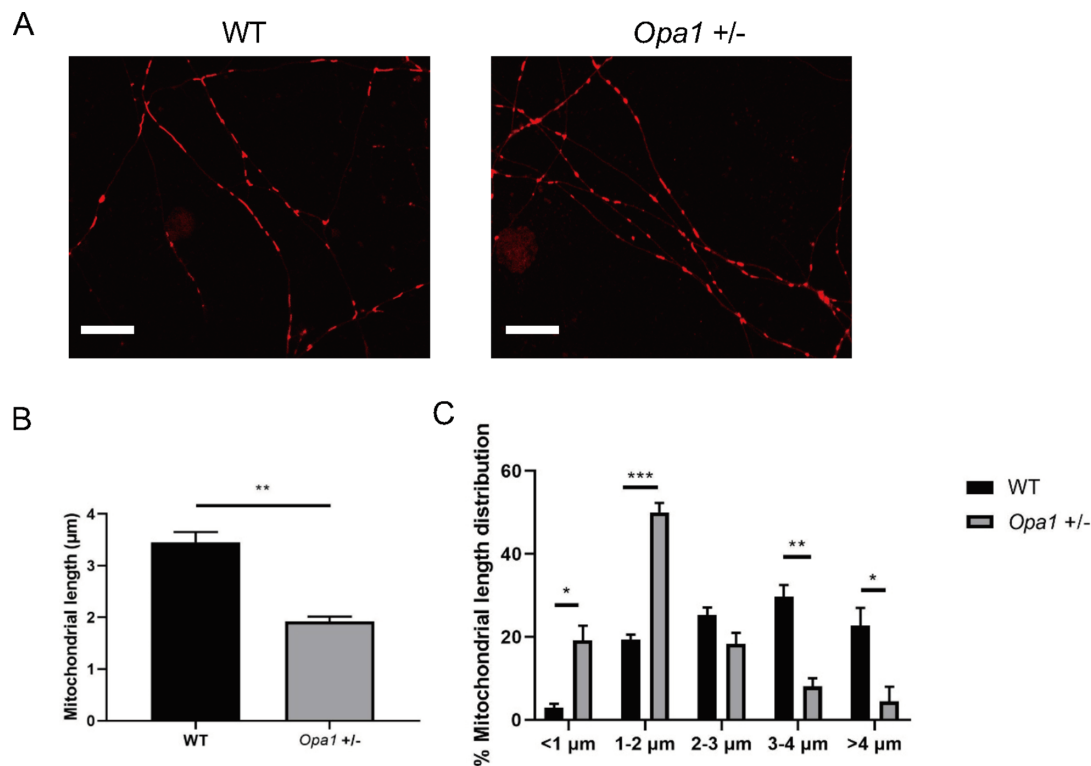 A
WT
Opa1 +/-
B
Mitochondrial length (μm)
4
3
2
1
0
**
WT
Opa1 +/-
C
% Mitochondrial length distribution
60
40
20
0
*
***
**
*
<1 μm
1-2 μm
2-3 μm
3-4 μm
>4 μm
WT
Opa1 +/-